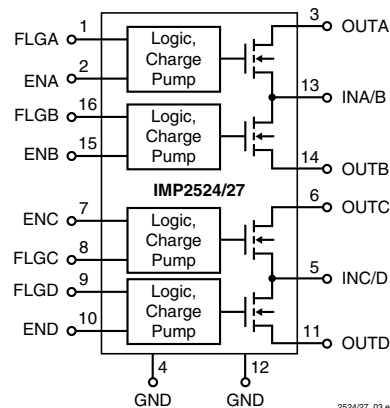 FLGA 1
ENA 2
FLGB 16
ENB 15
Logic, Charge Pump
Logic, Charge Pump
3 OUTA
13 INA/B
14 OUTB
IMP2524/27
ENC 7
FLGC 8
FLGD 9
END 10
Logic, Charge Pump
Logic, Charge Pump
6 OUTC
5 INC/D
11 OUTD
4
GND
12
GND
2524/27_03.e